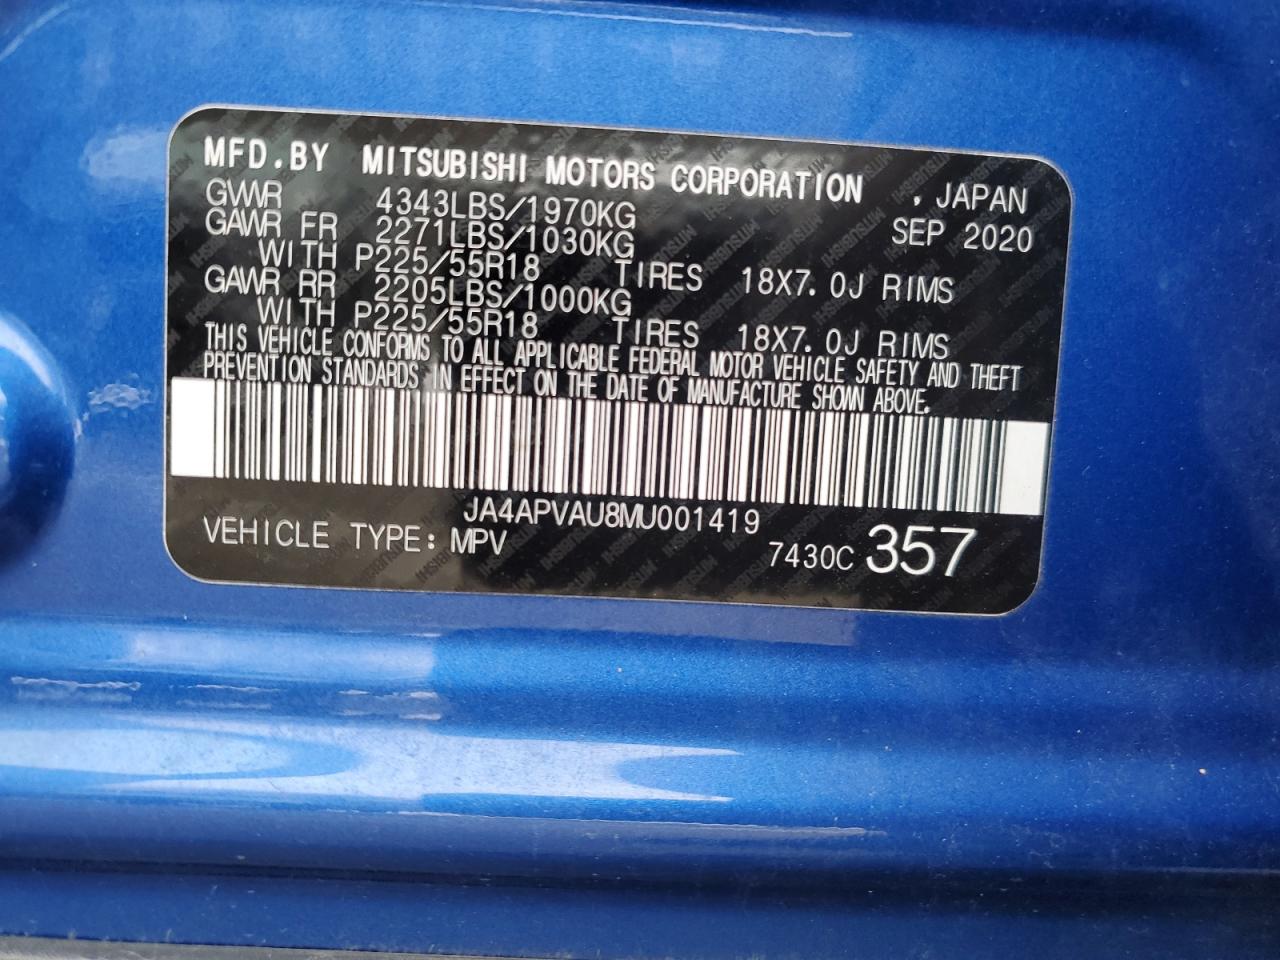 MFD.BY MITSUBISHI MOTORS CORPORATION , JAPAN
GVWR 4343LBS/1970KG SEP 2020
GAWR FR 2271LBS/1030KG
WITH P225/55R18 TIRES 18X7.0J RIMS
GAWR RR 2205LBS/1000KG
WITH P225/55R18 TIRES 18X7.0J RIMS
THIS VEHICLE CONFORMS TO ALL APPLICABLE FEDERAL MOTOR VEHICLE SAFETY AND THEFT
PREVENTION STANDARDS IN EFFECT ON THE DATE OF MANUFACTURE SHOWN ABOVE.
JA4APVAU8MU001419
VEHICLE TYPE: MPV 7430C 357